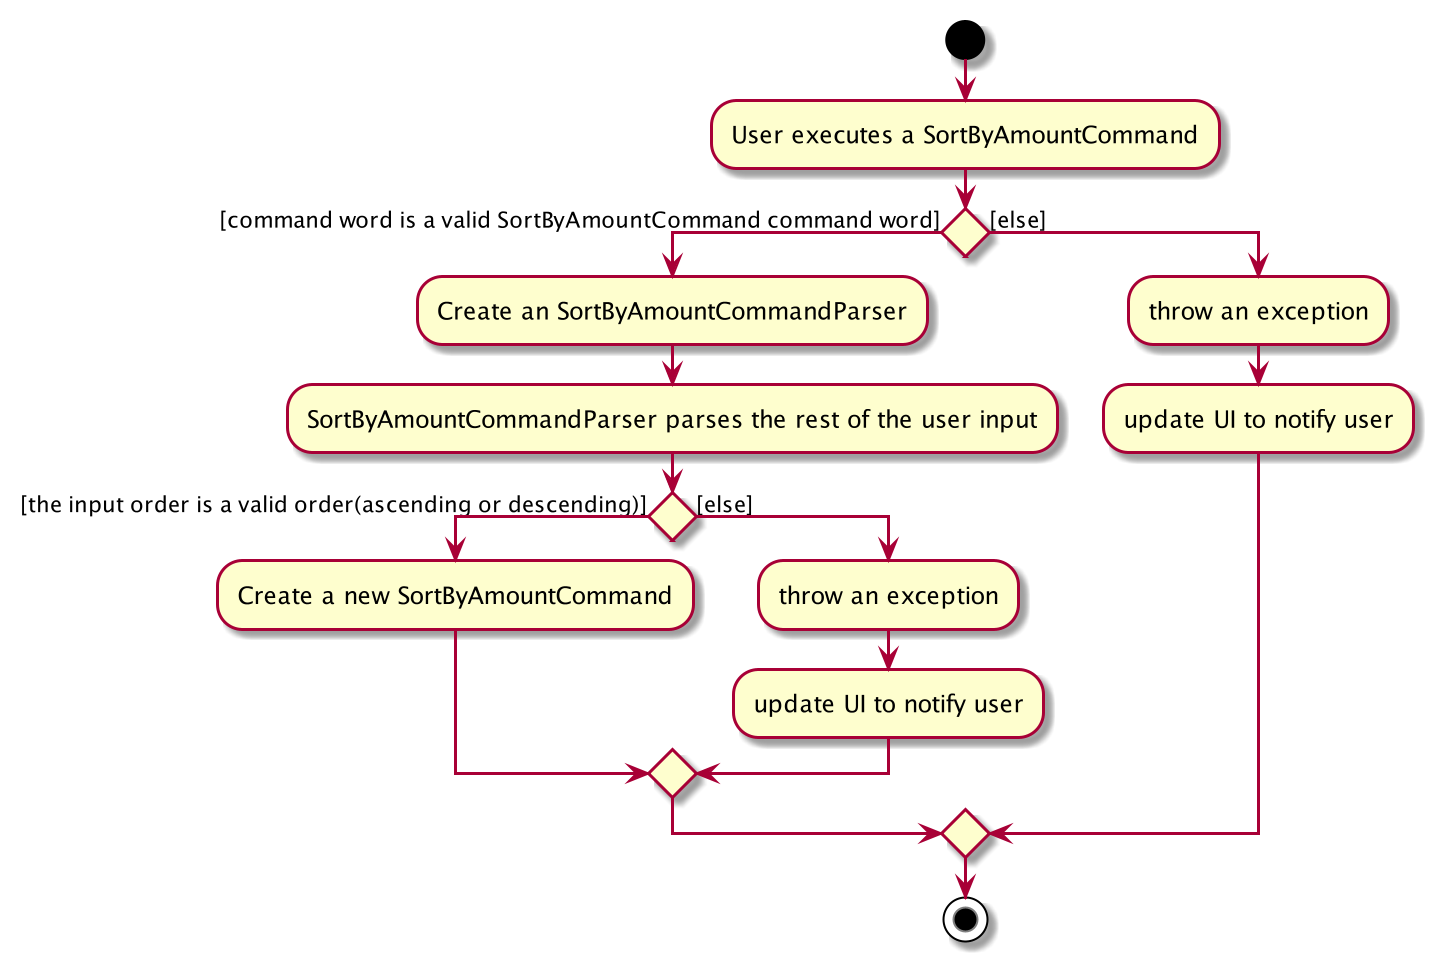 User executes a SortByAmountCommand
[command word is a valid SortByAmountCommand command word]
[else]
Create an SortByAmountCommandParser
throw an exception
SortByAmountCommandParser parses the rest of the user input
update UI to notify user
[the input order is a valid order(ascending or descending)]
[else]
Create a new SortByAmountCommand
throw an exception
update UI to notify user